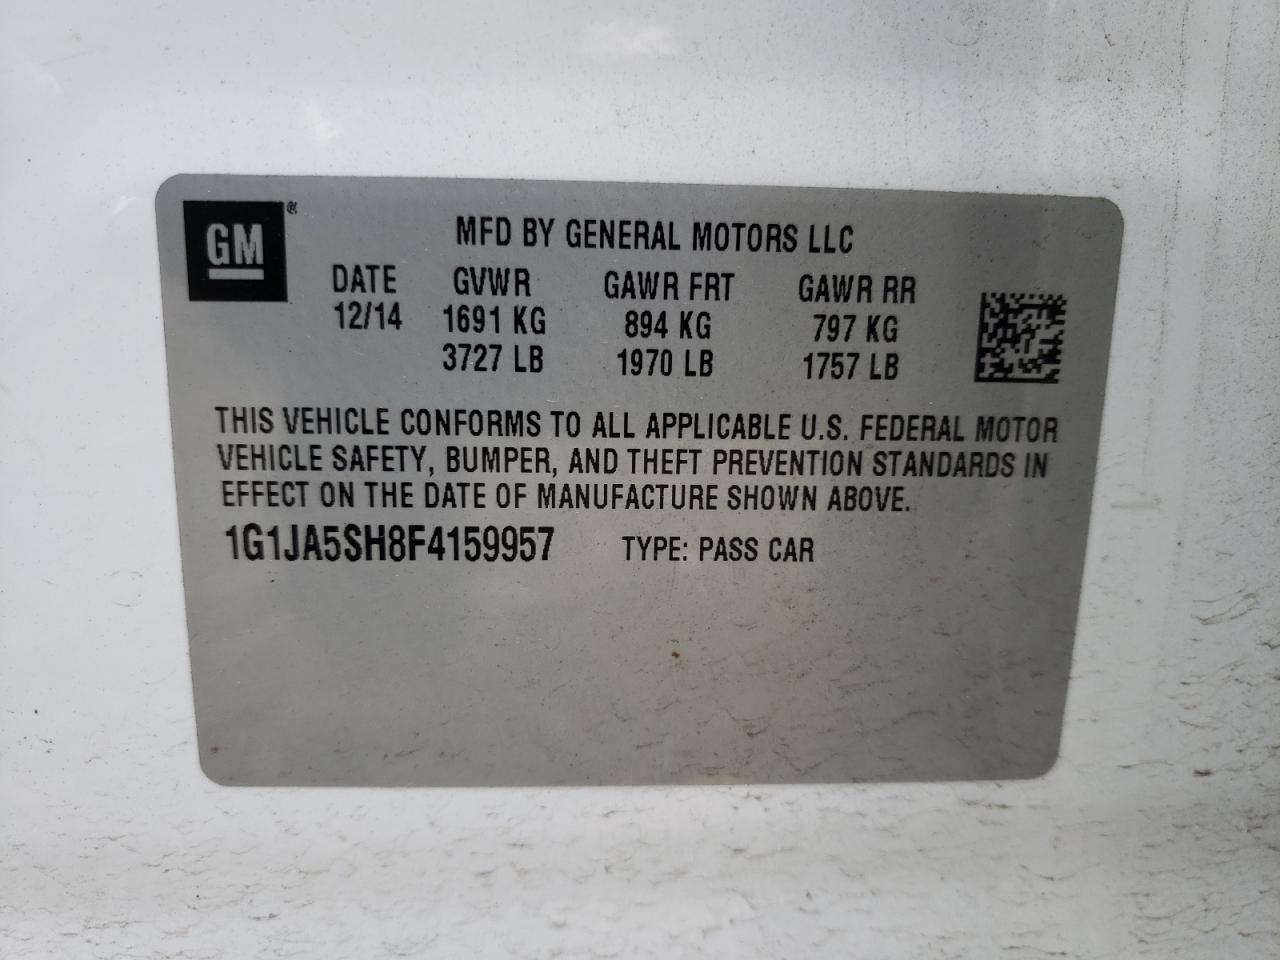 GM®
MFD BY GENERAL MOTORS LLC
DATE GVWR GAWR FRT GAWR RR
12/14 1691 KG 894 KG 797 KG
3727 LB 1970 LB 1757 LB
THIS VEHICLE CONFORMS TO ALL APPLICABLE U.S. FEDERAL MOTOR
VEHICLE SAFETY, BUMPER, AND THEFT PREVENTION STANDARDS IN
EFFECT ON THE DATE OF MANUFACTURE SHOWN ABOVE.
1G1JA5SH8F4159957 TYPE: PASS CAR